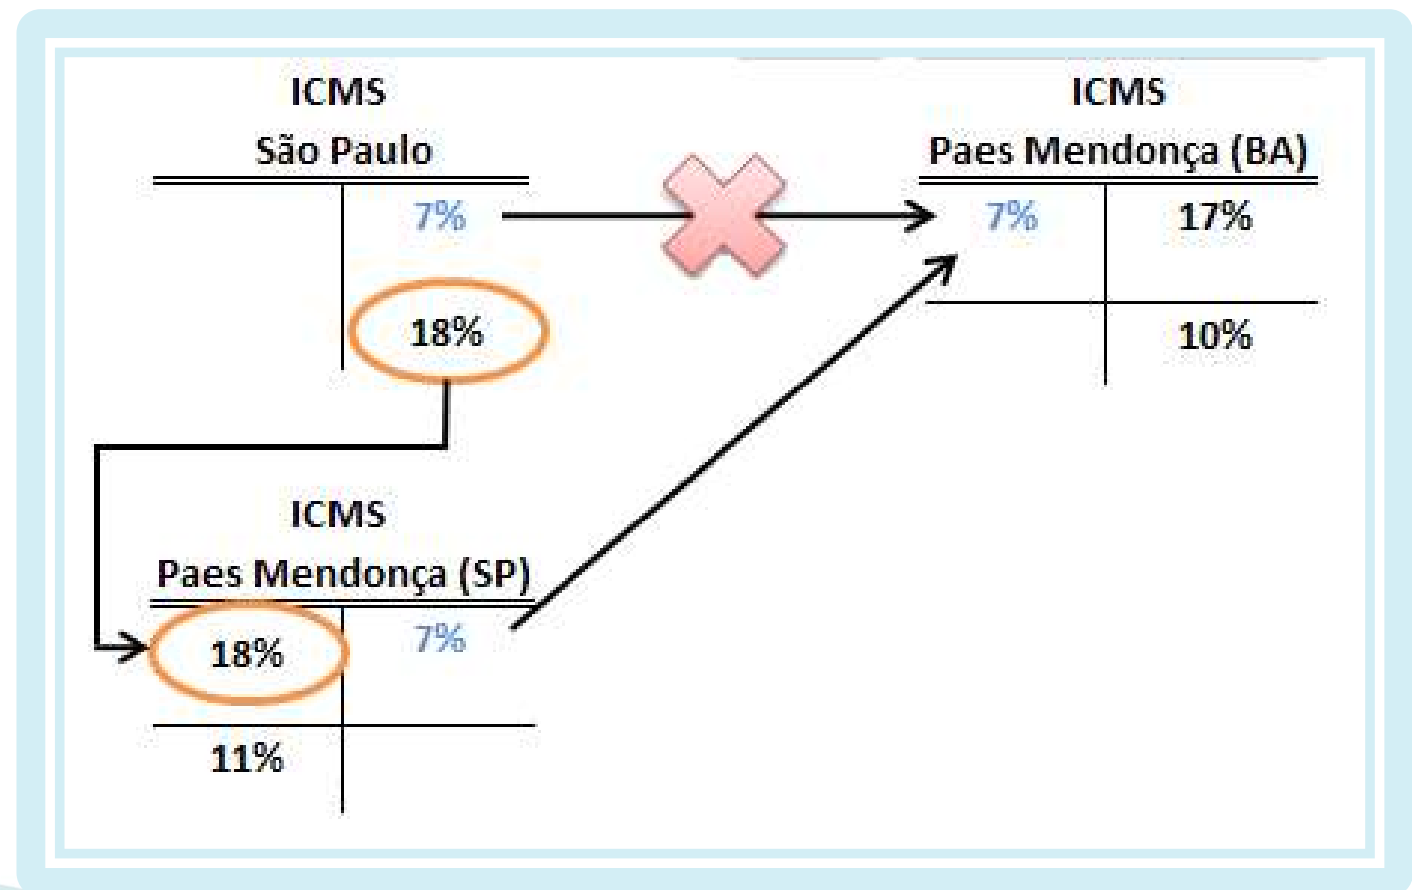 ICMS
São Paulo
7%
18%
ICMS
Paes Mendonça (BA)
7% 17%
10%
ICMS
Paes Mendonça (SP)
18% 7%
11%